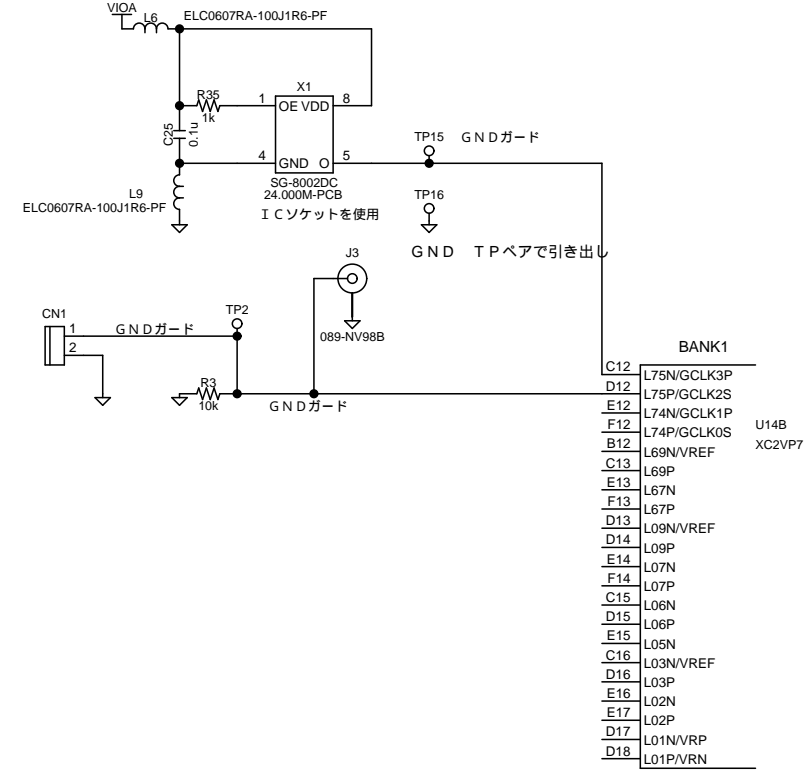 VIOA
L6
ELC0607RA-100J1R6-PF
R35
1k
C25
0.1u
X1
1
OE VDD
8
4
GND O
5
SG-8002DC
24.000M-PCB
ICソケットを使用
L9
ELC0607RA-100J1R6-PF
TP15
GNDガード
TP16
GND TPペアで引き出し
J3
089-NV98B
CN1
1
2
GNDガード
TP2
R3
10k
GNDガード
BANK1
U14B
XC2VP7
C12 L75N/GCLK3P
D12 L75P/GCLK2S
E12 L74N/GCLK1P
F12 L74P/GCLK0S
B12 L69N/VREF
C13 L69P
E13 L67N
F13 L67P
D13 L09N/VREF
D14 L09P
E14 L07N
F14 L07P
C15 L06N
D15 L06P
E15 L05N
C16 L03N/VREF
D16 L03P
E16 L02N
E17 L02P
D17 L01N/VRP
D18 L01P/VRN